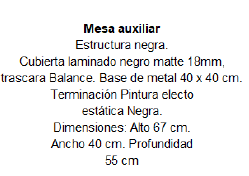 Mesa auxiliar
Estructura negra.
Cubierta laminado negro matte 18mm,
trascara Balance. Base de metal 40 x 40 cm.
Terminación Pintura electo
estática Negra.
Dimensiones: Alto 67 cm.
Ancho 40 cm. Profundidad
55 cm